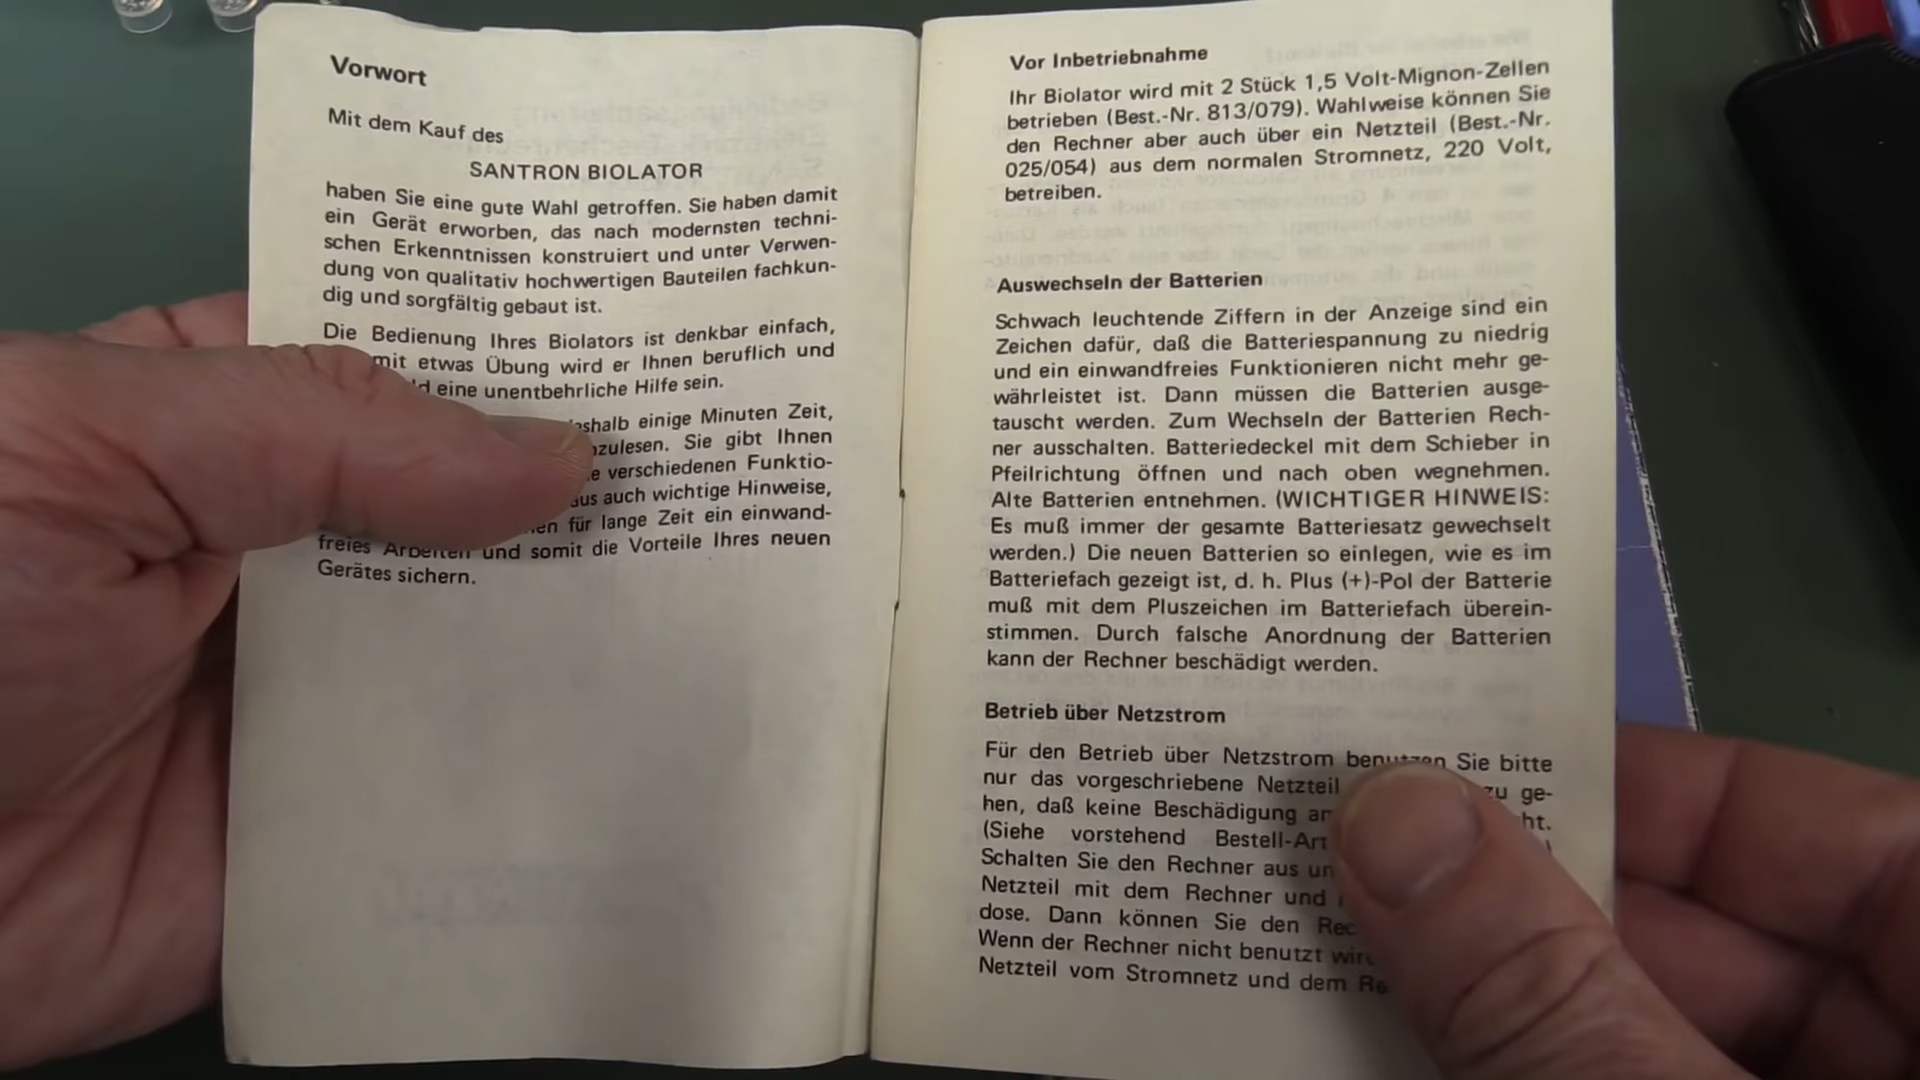 Vorwort
Mit dem Kauf des
SANTRON BIOLATOR
haben Sie eine gute Wahl getroffen. Sie haben damit
ein Gerät erworben, das nach modernsten techni-
schen Erkenntnissen konstruiert und unter Verwen-
dung von qualitativ hochwertigen Bauteilen fachkun-
dig und sorgfältig gebaut ist.
Die Bedienung Ihres Biolators ist denkbar einfach,
mit etwas Übung wird er Ihnen beruflich und
eine unentbehrliche Hilfe sein.
einige Minuten Zeit,
Sie gibt Ihnen
verschiedenen Funktio-
auch wichtige Hinweise,
für lange Zeit ein einwand-
freies Arbeiten und somit die Vorteile Ihres neuen
Gerätes sichern.
Vor Inbetriebnahme
Ihr Biolator wird mit 2 Stück 1,5 Volt-Mignon-Zellen
betrieben (Best.-Nr. 813/079). Wahlweise können Sie
den Rechner aber auch über ein Netzteil (Best.-Nr.
025/054) aus dem normalen Stromnetz, 220 Volt,
betreiben.
Auswechseln der Batterien
Schwach leuchtende Ziffern in der Anzeige sind ein
Zeichen dafür, daß die Batteriespannung zu niedrig
und ein einwandfreies Funktionieren nicht mehr ge-
währleistet ist. Dann müssen die Batterien ausge-
tauscht werden. Zum Wechseln der Batterien Rech-
ner ausschalten. Batteriedeckel mit dem Schieber in
Pfeilrichtung öffnen und nach oben wegnehmen.
Alte Batterien entnehmen. (WICHTIGER HINWEIS:
Es muß immer der gesamte Batteriesatz gewechselt
werden.) Die neuen Batterien so einlegen, wie es im
Batteriefach gezeigt ist, d. h. Plus (+)-Pol der Batterie
muß mit dem Pluszeichen im Batteriefach überein-
stimmen. Durch falsche Anordnung der Batterien
kann der Rechner beschädigt werden.
Betrieb über Netzstrom
Für den Betrieb über Netzstrom benutzen Sie bitte
nur das vorgeschriebene Netzteil zu ge-
hen, daß keine Beschädigung
(Siehe vorstehend Bestell-Art
Schalten Sie den Rechner aus
Netzteil mit dem Rechner und
dose. Dann können Sie den
Wenn der Rechner nicht benutzt
Netzteil vom Stromnetz und dem